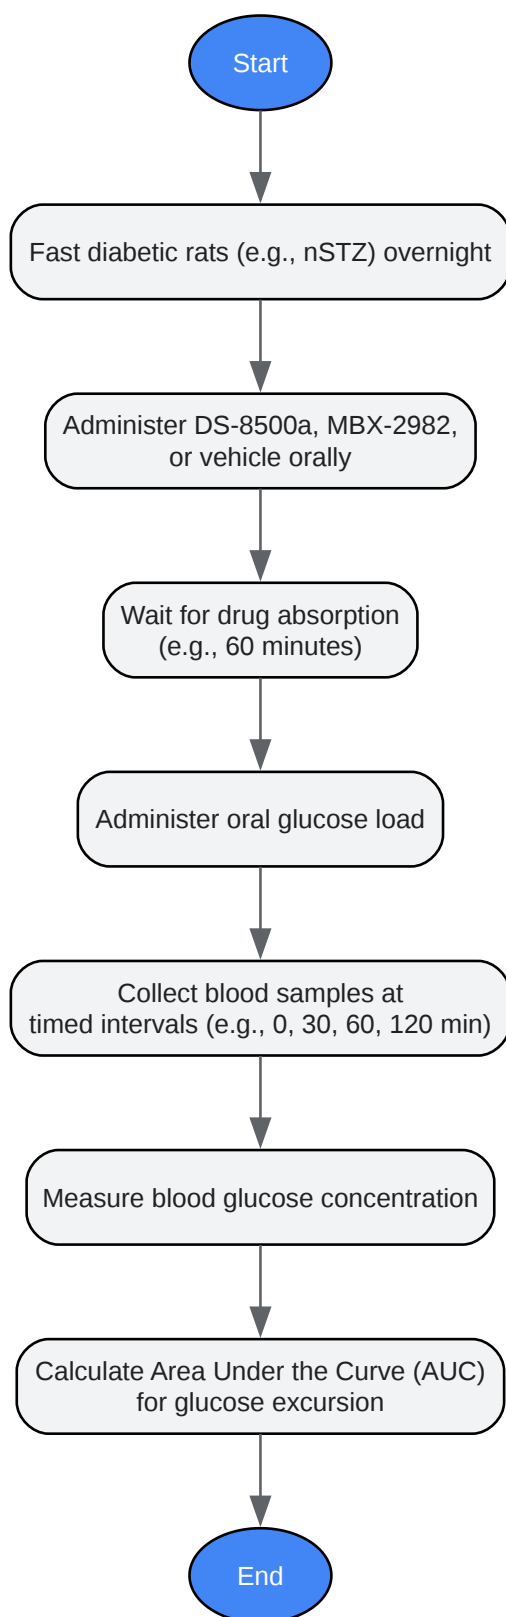 Start
Fast diabetic rats (e.g., nSTZ) overnight
Administer DS-8500a, MBX-2982,
or vehicle orally
Wait for drug absorption
(e.g., 60 minutes)
Administer oral glucose load
Collect blood samples at
timed intervals (e.g., 0, 30, 60, 120 min)
Measure blood glucose concentration
Calculate Area Under the Curve (AUC)
for glucose excursion
End